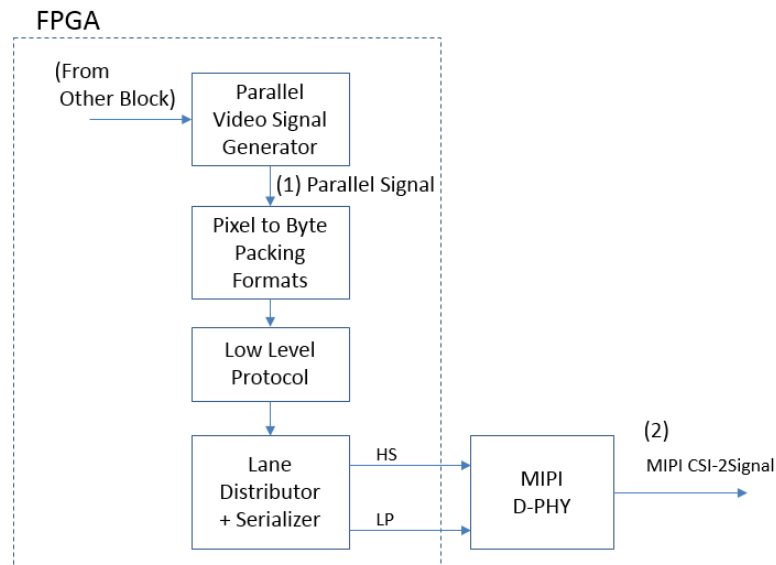 FPGA
(From
Other Block)
Parallel
Video Signal
Generator
(1) Parallel Signal
Pixel to Byte
Packing
Formats
Low Level
Protocol
Lane
Distributor
+ Serializer
HS
LP
MIPI
D-PHY
(2)
MIPI CSI-2Signal